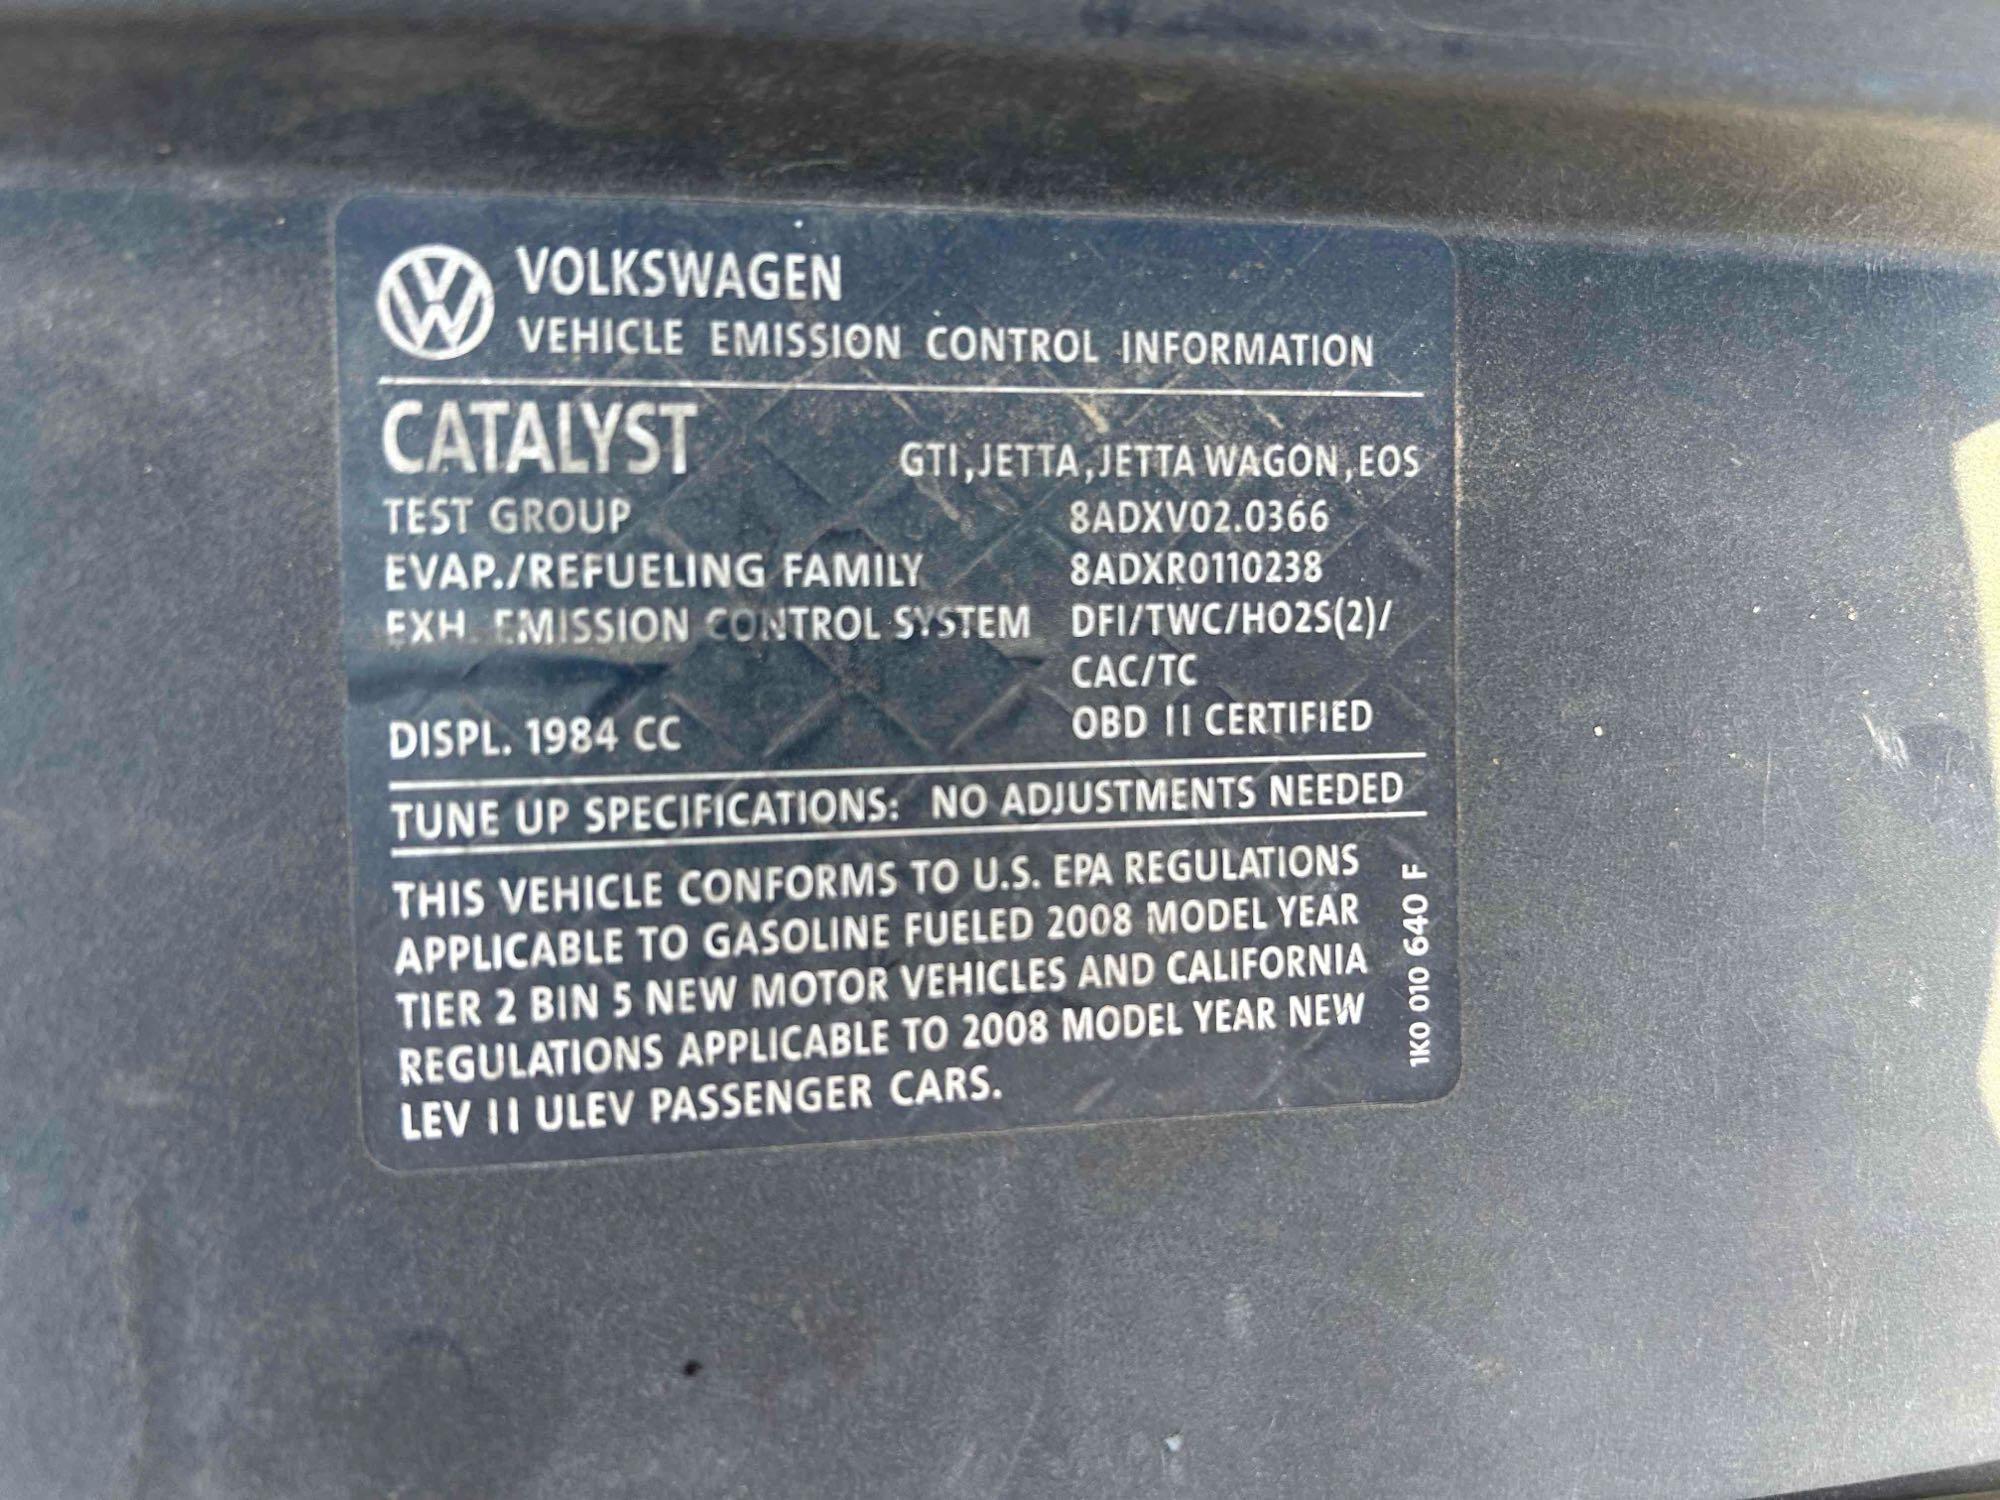 VOLKSWAGEN
VEHICLE EMISSION CONTROL INFORMATION
CATALYST GTI,JETTA,JETTA WAGON,EOS
TEST GROUP 8ADXV02.0366
EVAP./REFUELING FAMILY 8ADXR0110238
EXH. EMISSION CONTROL SYSTEM DFI/TWC/HO2S(2)/
CAC/TC
DISPL. 1984 CC OBD II CERTIFIED
TUNE UP SPECIFICATIONS: NO ADJUSTMENTS NEEDED
THIS VEHICLE CONFORMS TO U.S. EPA REGULATIONS
APPLICABLE TO GASOLINE FUELED 2008 MODEL YEAR
TIER 2 BIN 5 NEW MOTOR VEHICLES AND CALIFORNIA
REGULATIONS APPLICABLE TO 2008 MODEL YEAR NEW
LEV II ULEV PASSENGER CARS.
1K0 010 640 F